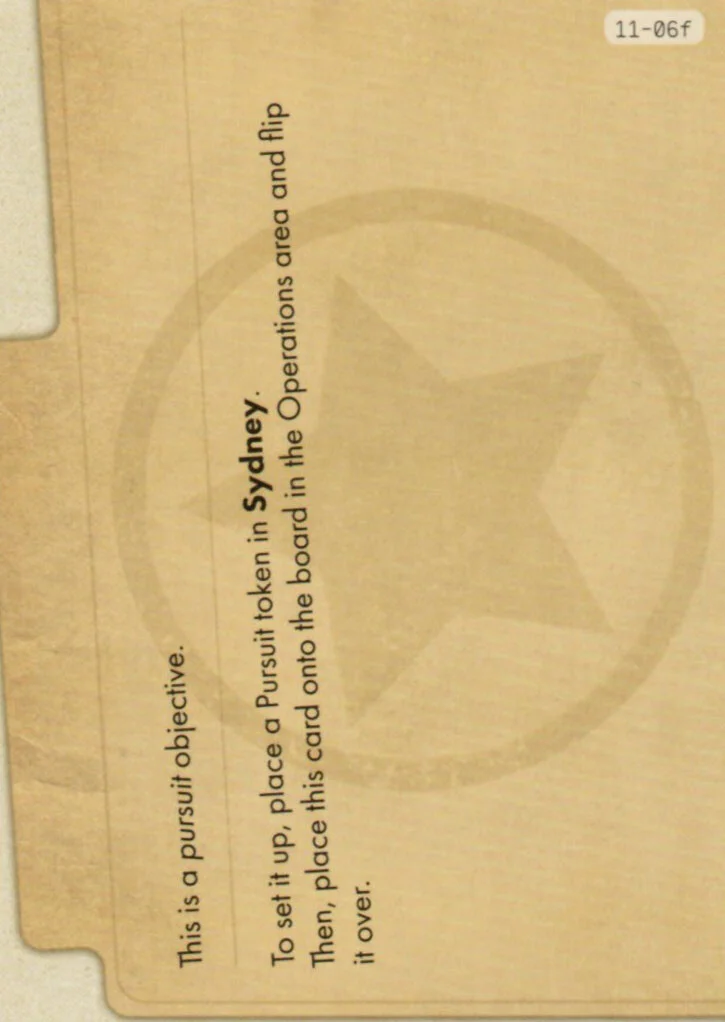 11-06f
This is a pursuit objective.
To set it up, place a Pursuit token in Sydney.
Then, place this card onto the board in the Operations area and flip
it over.